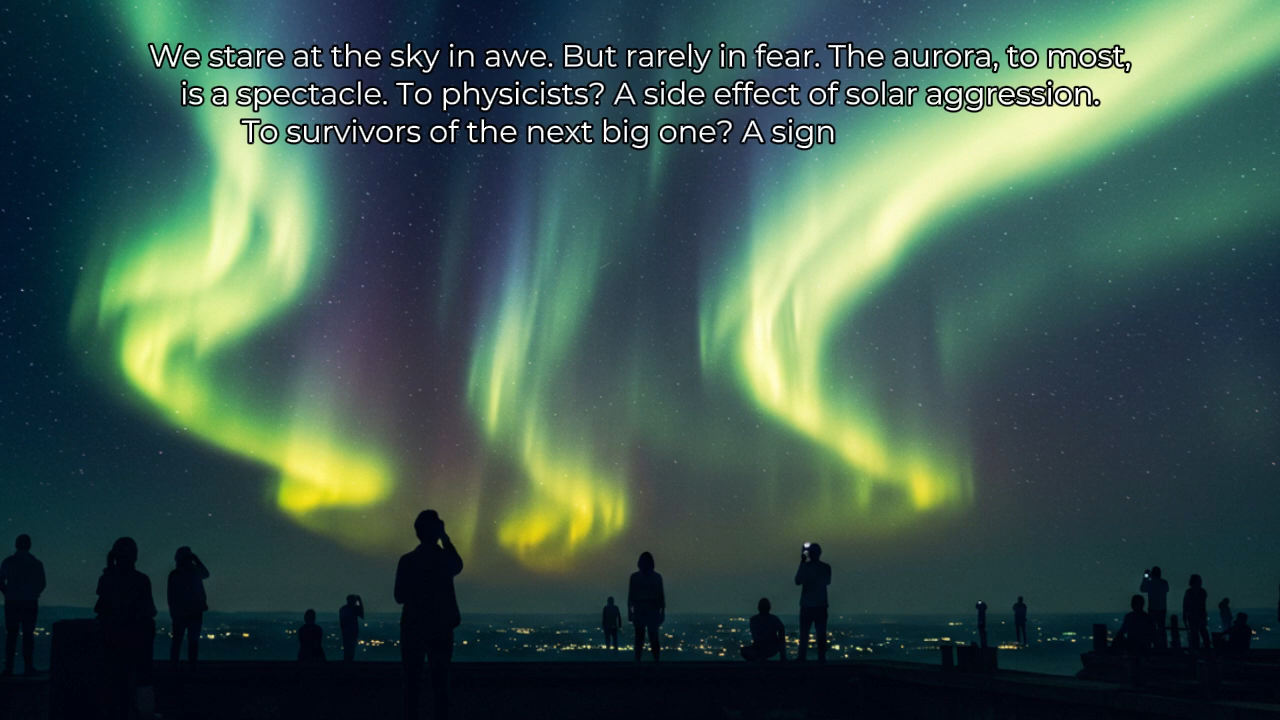 We stare at the sky in awe. But rarely in fear. The aurora, to most,
is a spectacle. To physicists? A side effect of solar aggression.
To survivors of the next big one? A sign